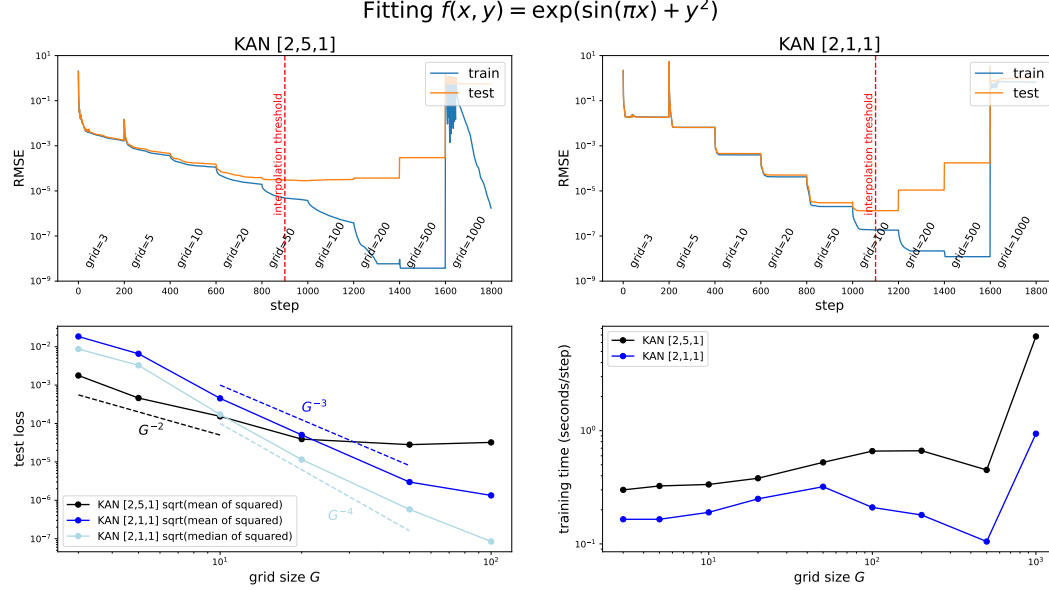 Fitting f(x, y) = exp(sin(πx) + y²)
KAN [2,5,1]
10¹
10⁻¹
10⁻³
10⁻⁵
10⁻⁷
10⁻⁹
RMSE
train
test
interpolation threshold
grid=3
grid=5
grid=10
grid=20
grid=50
grid=100
grid=200
grid=500
grid=1000
0 200 400 600 800 1000 1200 1400 1600 1800
step
KAN [2,1,1]
10¹
10⁻¹
10⁻³
10⁻⁵
10⁻⁷
10⁻⁹
RMSE
train
test
interpolation threshold
grid=3
grid=5
grid=10
grid=20
grid=50
grid=100
grid=200
grid=500
grid=1000
0 200 400 600 800 1000 1200 1400 1600 1800
step
10⁻²
10⁻³
10⁻⁴
10⁻⁵
10⁻⁶
10⁻⁷
test loss
G⁻²
G⁻³
G⁻⁴
KAN [2,5,1] sqrt(mean of squared)
KAN [2,1,1] sqrt(mean of squared)
KAN [2,1,1] sqrt(median of squared)
10¹ 10²
grid size G
KAN [2,5,1]
KAN [2,1,1]
10⁰
10⁻¹
training time (seconds/step)
10¹ 10² 10³
grid size G